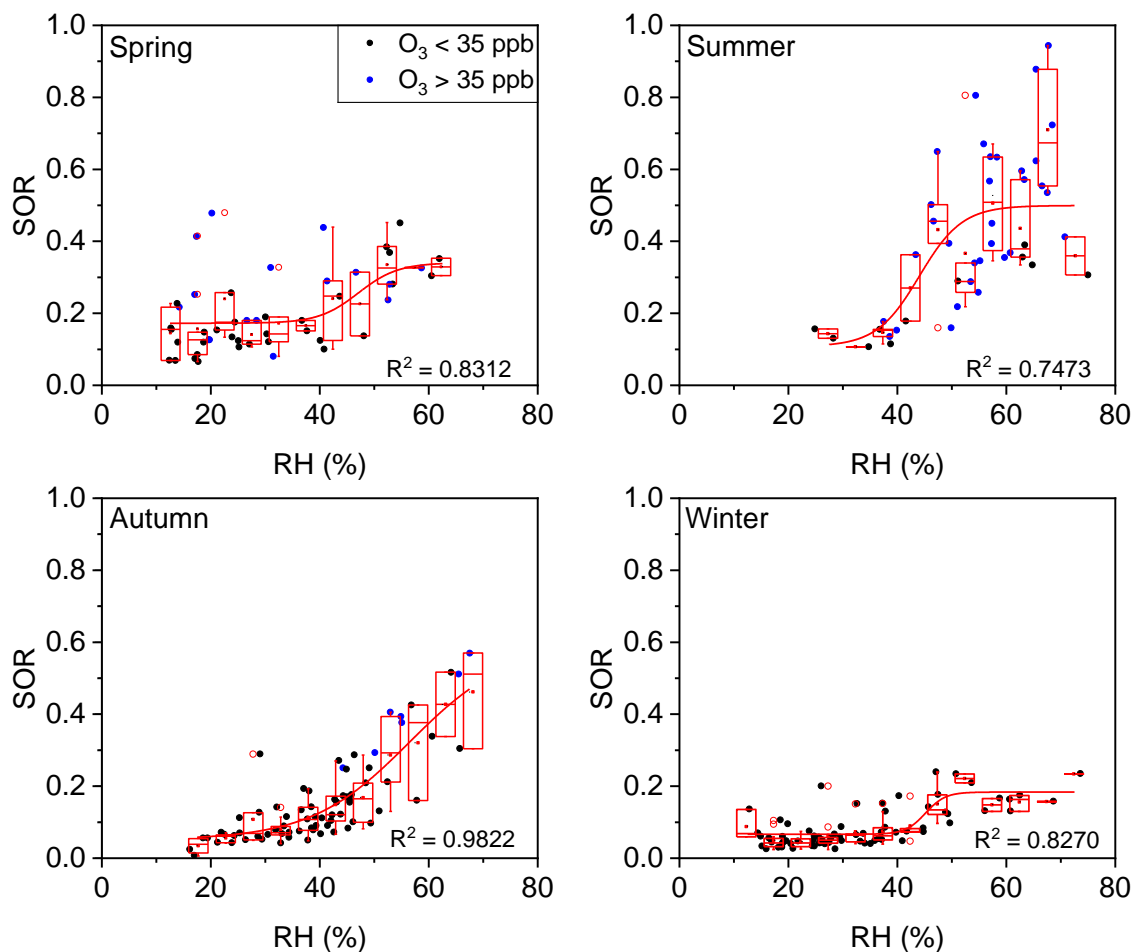 Spring
O3 < 35 ppb
O3 > 35 ppb
1.0
0.8
0.6
0.4
0.2
0.0
SOR
R2 = 0.8312
0 20 40 60 80
RH (%)
Summer
1.0
0.8
0.6
0.4
0.2
0.0
SOR
R2 = 0.7473
0 20 40 60 80
RH (%)
Autumn
1.0
0.8
0.6
0.4
0.2
0.0
SOR
R2 = 0.9822
0 20 40 60 80
RH (%)
Winter
1.0
0.8
0.6
0.4
0.2
0.0
SOR
R2 = 0.8270
0 20 40 60 80
RH (%)